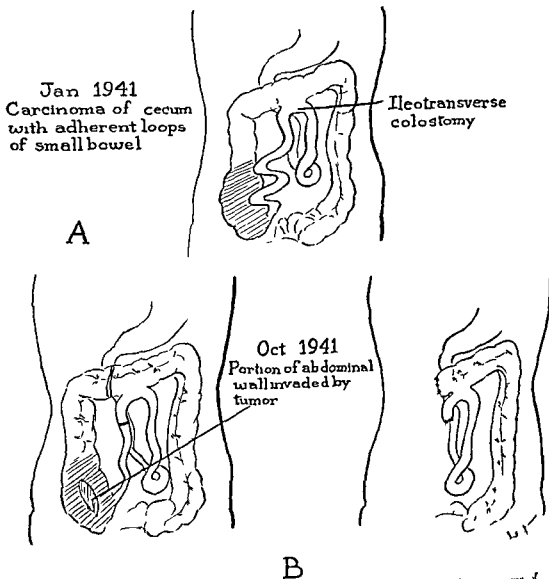 Jan 1941
Carcinoma of cecum
with adherent loops
of small bowel
Ileotransverse
colostomy
A
Oct 1941
Portion of abdominal
wall invaded by
tumor
B